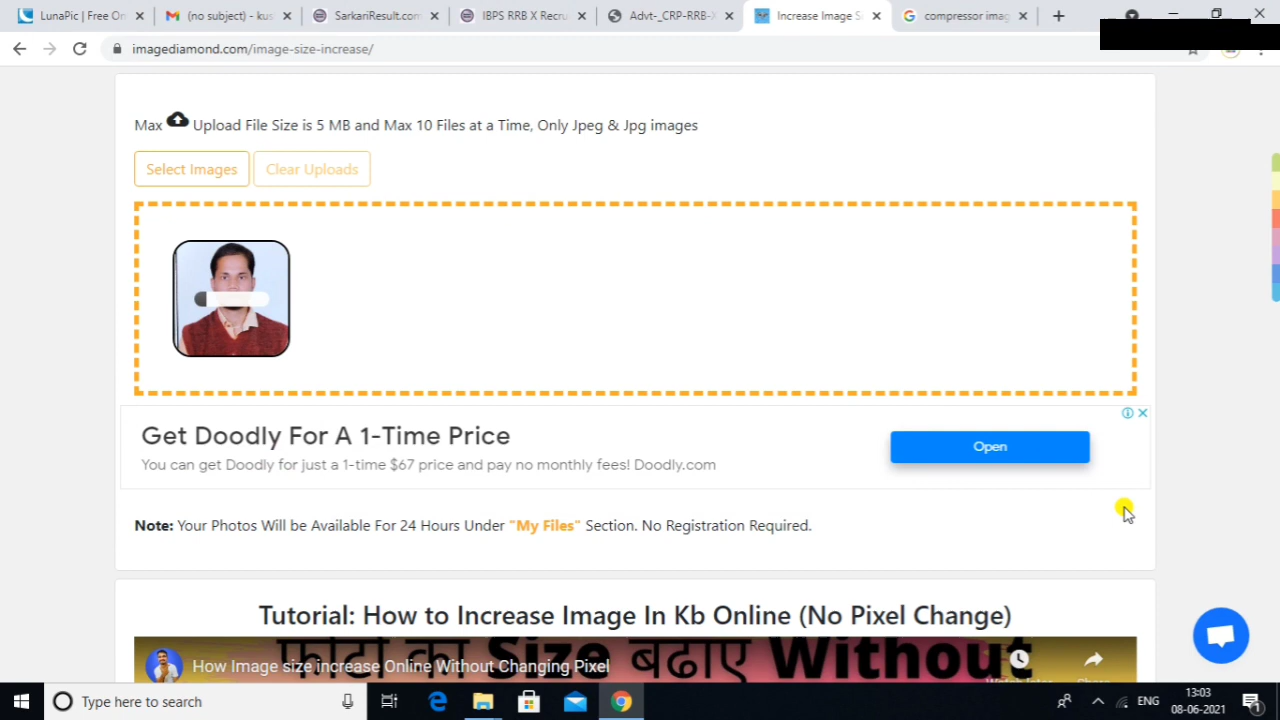 LunaPic | Free On
(no subject) - kus
SarkariResult.com
IBPS RRB X Recru
Advt-_CRP-RRB-X
Increase Image S
compressor imag
imagediamond.com/image-size-increase/
Max Upload File Size is 5 MB and Max 10 Files at a Time, Only Jpeg & Jpg images
Select Images
Clear Uploads
Get Doodly For A 1-Time Price
You can get Doodly for just a 1-time $67 price and pay no monthly fees! Doodly.com
Open
Note: Your Photos Will be Available For 24 Hours Under "My Files" Section. No Registration Required.
Tutorial: How to Increase Image In Kb Online (No Pixel Change)
फोटो का Size बढाए Without
How Image size increase Online Without Changing Pixel
Watch later
Share
Type here to search
ENG
13:03
08-06-2021
1